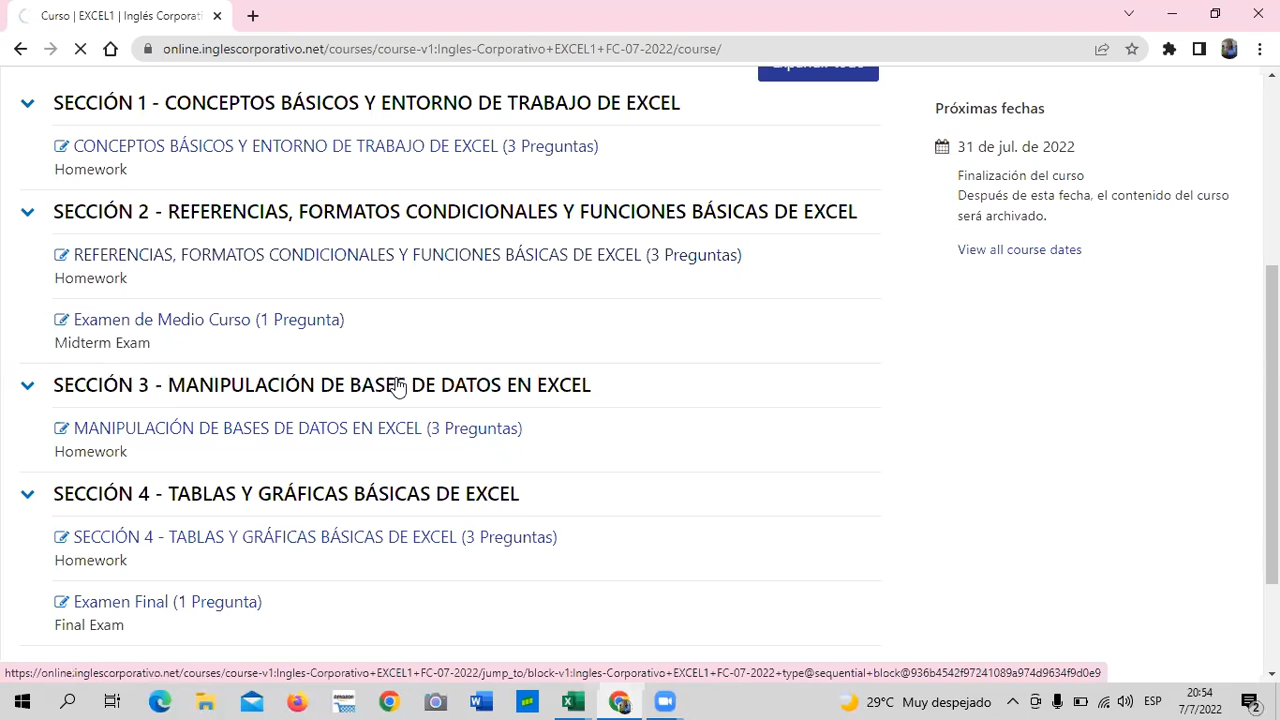 Curso | EXCEL1 | Inglés Corporati
online.inglescorporativo.net/courses/course-v1:Ingles-Corporativo+EXCEL1+FC-07-2022/course/
SECCIÓN 1 - CONCEPTOS BÁSICOS Y ENTORNO DE TRABAJO DE EXCEL
CONCEPTOS BÁSICOS Y ENTORNO DE TRABAJO DE EXCEL (3 Preguntas)
Homework
SECCIÓN 2 - REFERENCIAS, FORMATOS CONDICIONALES Y FUNCIONES BÁSICAS DE EXCEL
REFERENCIAS, FORMATOS CONDICIONALES Y FUNCIONES BÁSICAS DE EXCEL (3 Preguntas)
Homework
Examen de Medio Curso (1 Pregunta)
Midterm Exam
SECCIÓN 3 - MANIPULACIÓN DE BASES DE DATOS EN EXCEL
MANIPULACIÓN DE BASES DE DATOS EN EXCEL (3 Preguntas)
Homework
SECCIÓN 4 - TABLAS Y GRÁFICAS BÁSICAS DE EXCEL
SECCIÓN 4 - TABLAS Y GRÁFICAS BÁSICAS DE EXCEL (3 Preguntas)
Homework
Examen Final (1 Pregunta)
Final Exam
Próximas fechas
31 de jul. de 2022
Finalización del curso
Después de esta fecha, el contenido del curso
será archivado.
View all course dates
https://online.inglescorporativo.net/courses/course-v1:Ingles-Corporativo+EXCEL1+FC-07-2022/jump_to/block-v1:Ingles-Corporativo+EXCEL1+FC-07-2022+type@sequential+block@936b4542f97241089a974d9634f9d0e9
29°C Muy despejado
ESP
20:54
7/7/2022
2